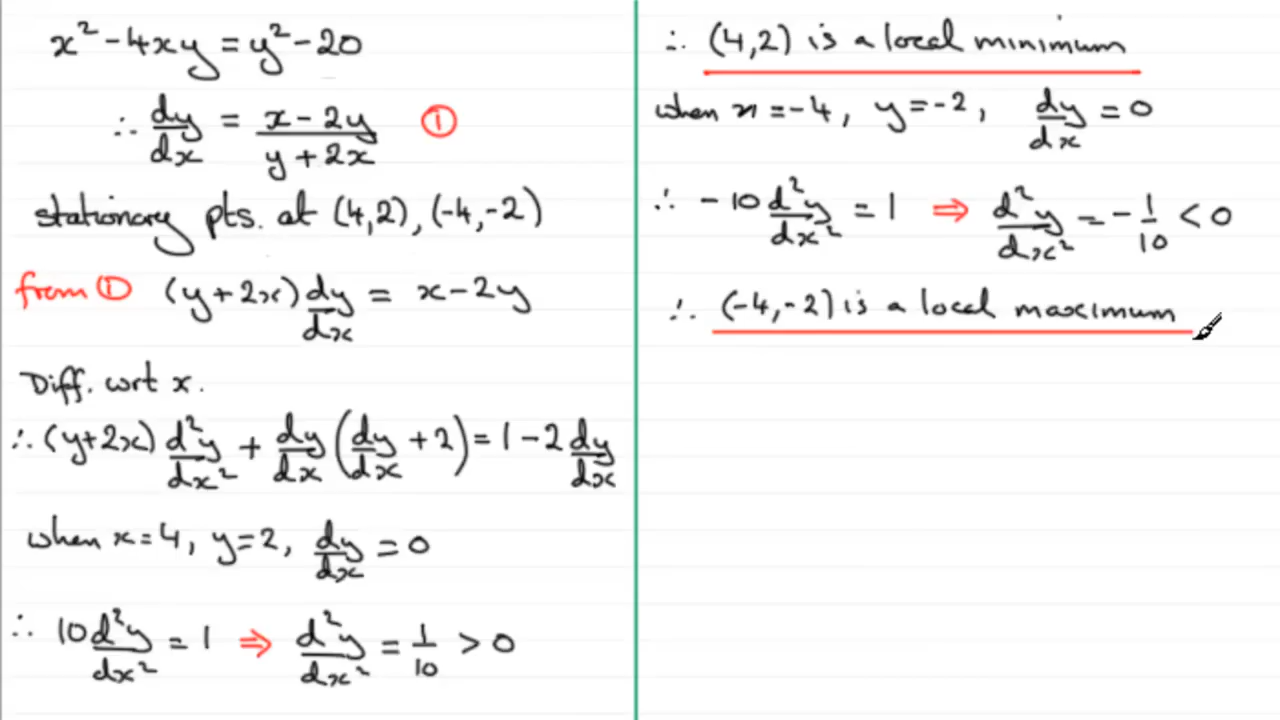 x² - 4xy = y² - 20
∴ dy/dx = (x - 2y)/(y + 2x) ①
stationary pts. at (4,2), (-4,-2)
from ① (y + 2x) dy/dx = x - 2y
Diff. wrt x.
∴ (y+2x) d²y/dx² + dy/dx (dy/dx + 2) = 1 - 2 dy/dx
when x = 4, y = 2, dy/dx = 0
∴ 10 d²y/dx² = 1 ⇒ d²y/dx² = 1/10 > 0
∴ (4,2) is a local minimum
when x = -4, y = -2, dy/dx = 0
∴ -10 d²y/dx² = 1 ⇒ d²y/dx² = -1/10 < 0
∴ (-4,-2) is a local maximum